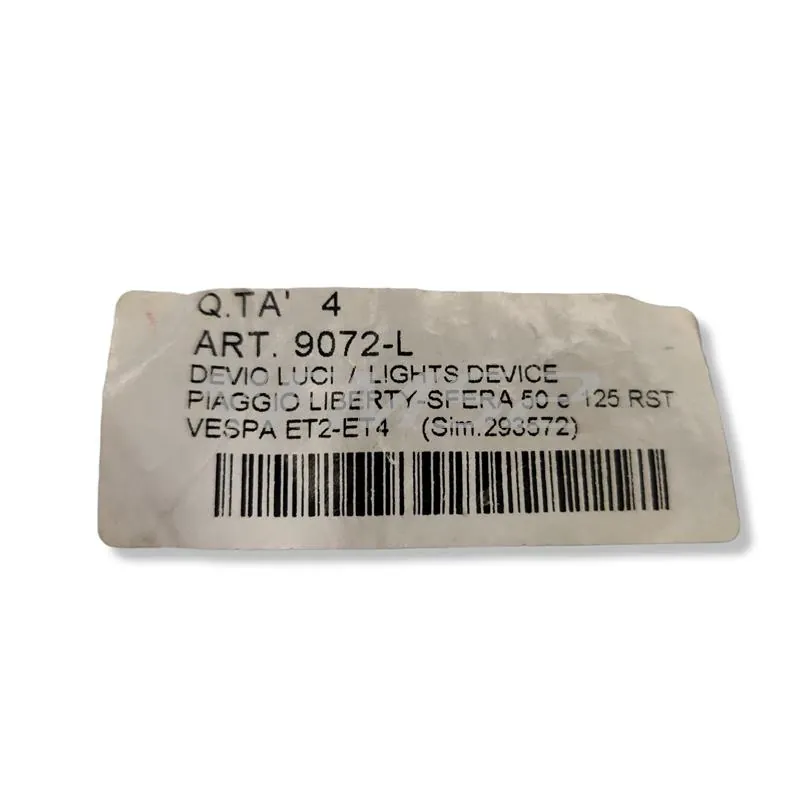 Q.TA' 4
ART. 9072-L
DEVIO LUCI / LIGHTS DEVICE
PIAGGIO LIBERTY-SFERA 50 e 125 RST
VESPA ET2-ET4 (Sim.293572)